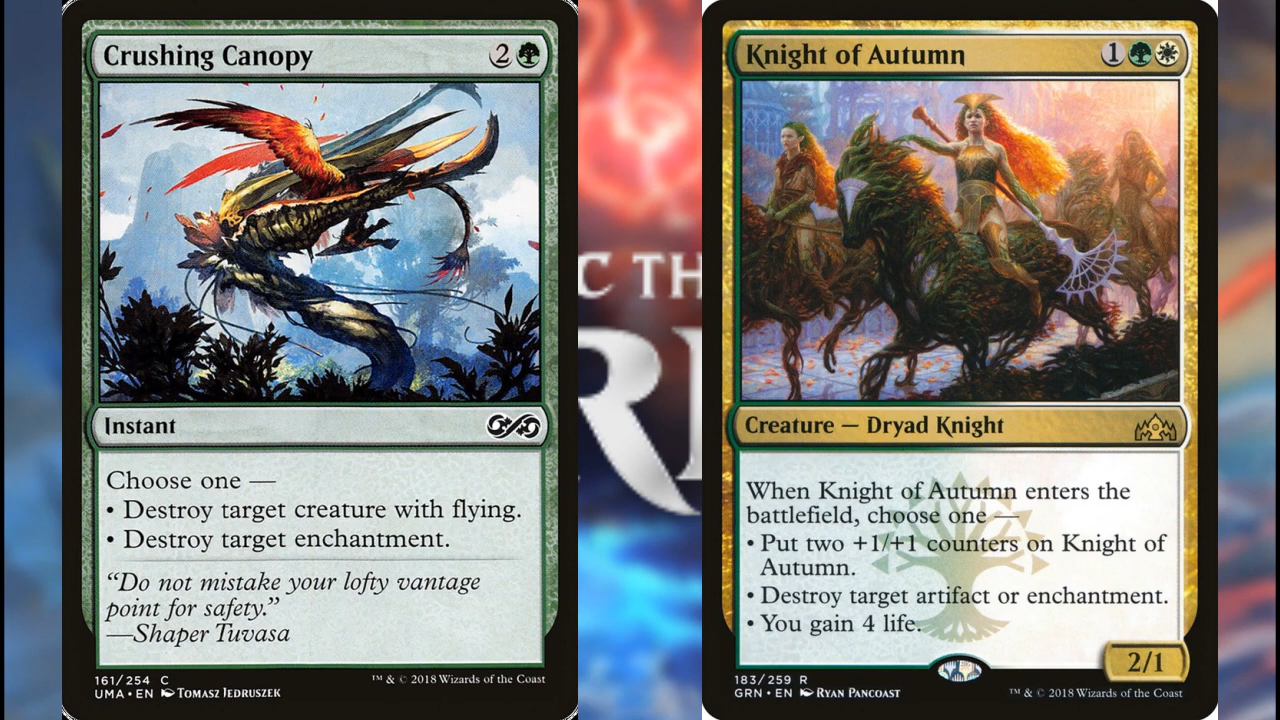 Crushing Canopy 2
Instant
Choose one —
• Destroy target creature with flying.
• Destroy target enchantment.
“Do not mistake your lofty vantage
point for safety.”
—Shaper Tuvasa
161/254 C
UMA • EN Tomasz Jedruszek
™ & © 2018 Wizards of the Coast
C TH
Knight of Autumn 1
Creature — Dryad Knight
When Knight of Autumn enters the
battlefield, choose one —
• Put two +1/+1 counters on Knight of
Autumn.
• Destroy target artifact or enchantment.
• You gain 4 life.
2/1
183/259 R
GRN • EN Ryan Pancoast
™ & © 2018 Wizards of the Coast